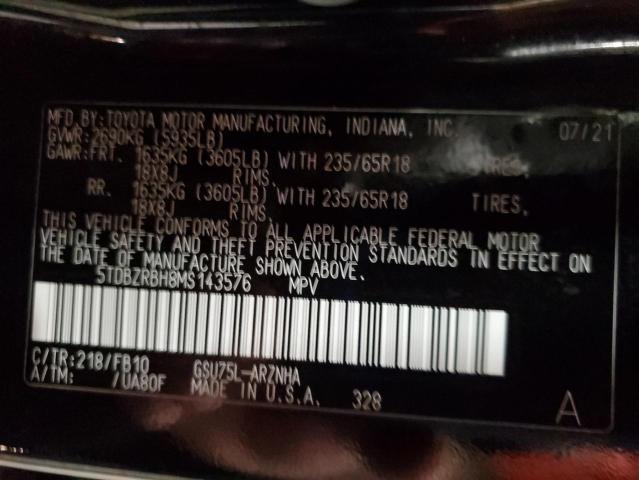 MFD.BY:TOYOTA MOTOR MANUFACTURING, INDIANA, INC. 07/21
GVWR:2690KG (5935LB)
GAWR:FRT. 1635KG (3605LB) WITH 235/65R18 TIRES,
18X8J RIMS,
RR. 1635KG (3605LB) WITH 235/65R18 TIRES,
18X8J RIMS,
THIS VEHICLE CONFORMS TO ALL APPLICABLE FEDERAL MOTOR
VEHICLE SAFETY AND THEFT PREVENTION STANDARDS IN EFFECT ON
THE DATE OF MANUFACTURE SHOWN ABOVE.
5TDBZRBH8MS143576 MPV
C/TR:218/FB10 GSU75L-ARZNHA
A/TM: /UA80F MADE IN U.S.A. 328 A